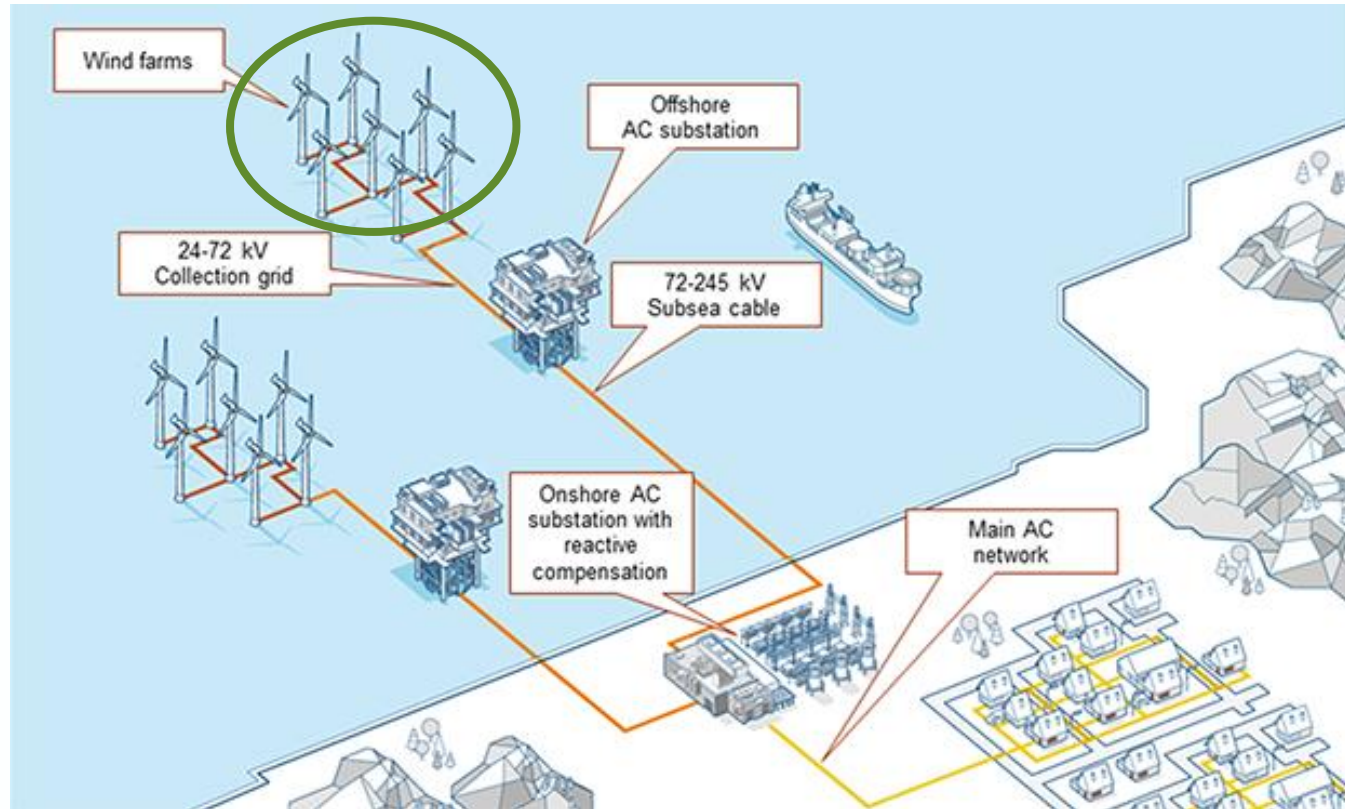 Wind farms
Offshore
AC substation
24-72 kV
Collection grid
72-245 kV
Subsea cable
Onshore AC
substation with
reactive
compensation
Main AC
network